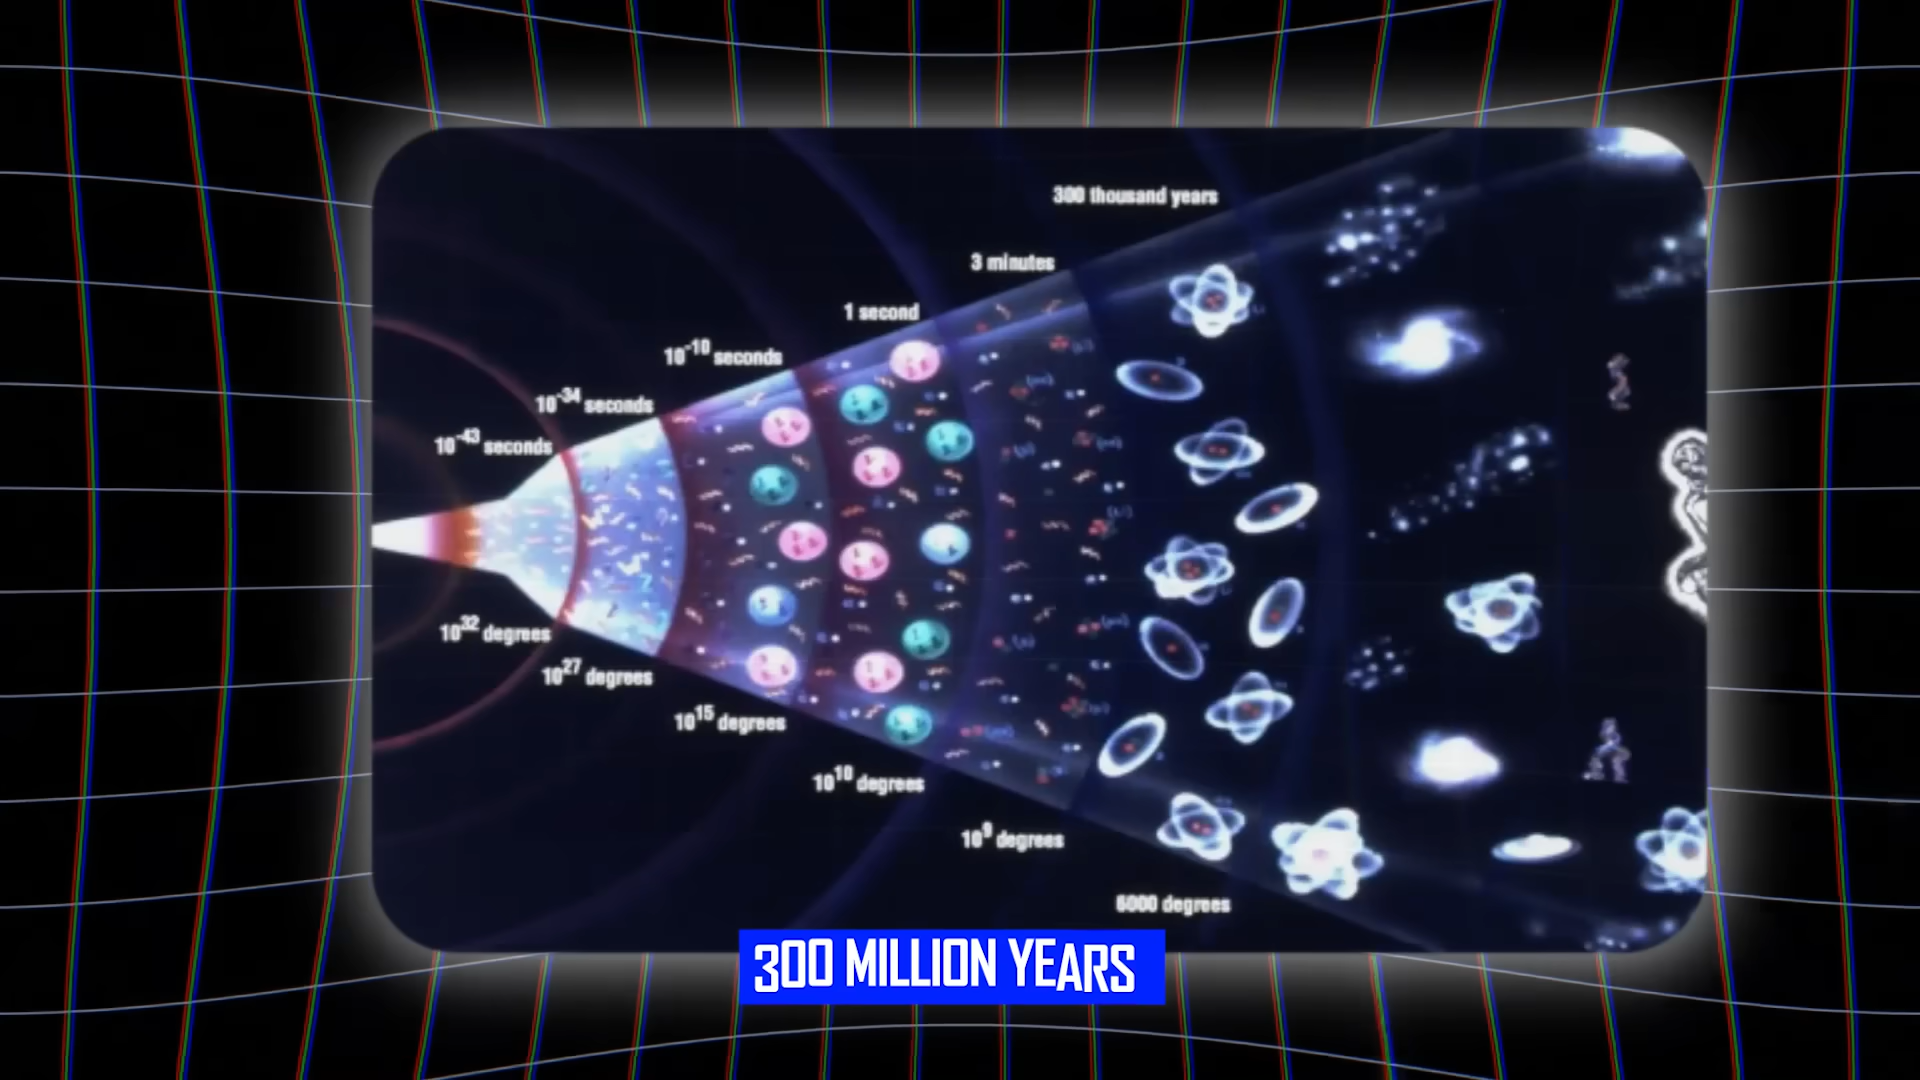 300 thousand years
3 minutes
1 second
10-10 seconds
10-34 seconds
10-43 seconds
1032 degrees
1027 degrees
1015 degrees
1010 degrees
109 degrees
6000 degrees
300 MILLION YEARS